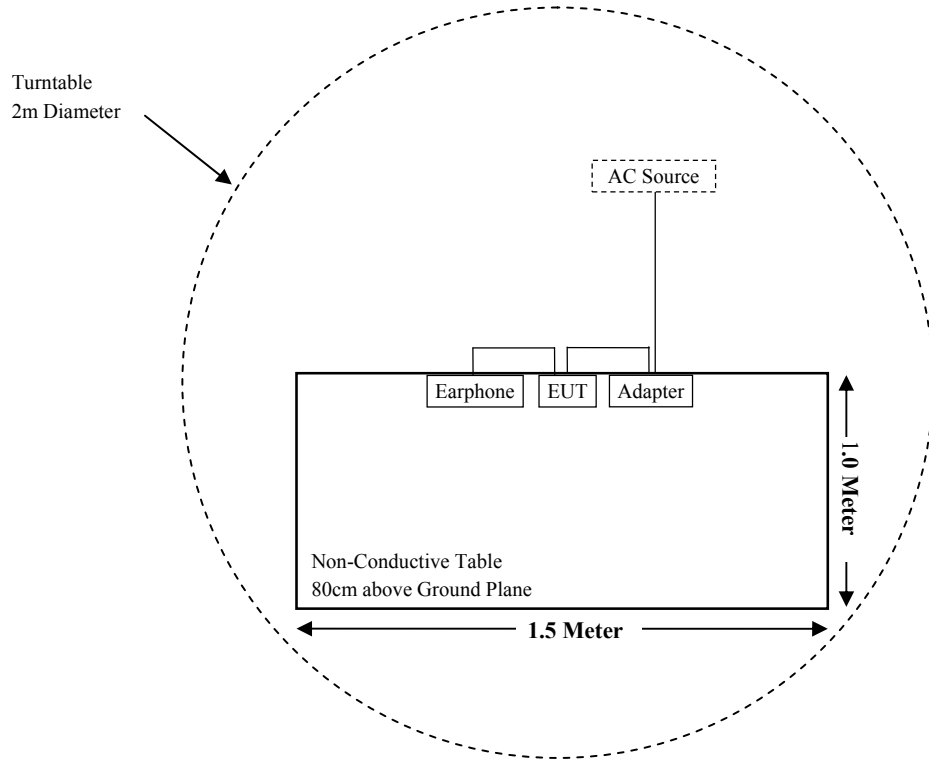 Turntable
2m Diameter
AC Source
Earphone
EUT
Adapter
1.0 Meter
Non-Conductive Table
80cm above Ground Plane
1.5 Meter